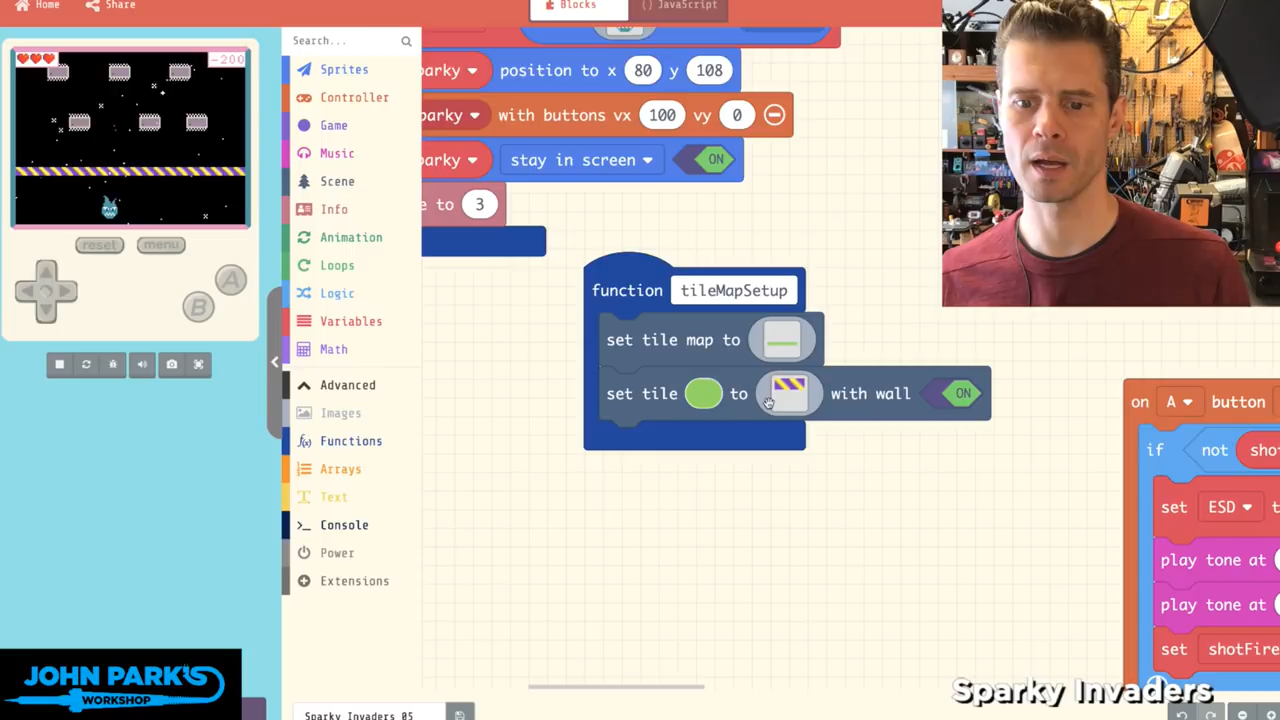 Home
Share
Blocks
JavaScript
Search...
-200
reset
menu
A
B
Sprites
Controller
Game
Music
Scene
Info
Animation
Loops
Logic
Variables
Math
Advanced
Images
Functions
Arrays
Text
Console
Power
Extensions
arky position to x 80 y 108
arky with buttons vx 100 vy 0
arky stay in screen ON
e to 3
function tileMapSetup
set tile map to
set tile to with wall ON
on A button
if not sho
set ESD t
play tone at
play tone at
set shotFire
JOHN PARK'S
WORKSHOP
Sparky Invaders
Sparky Invaders 05